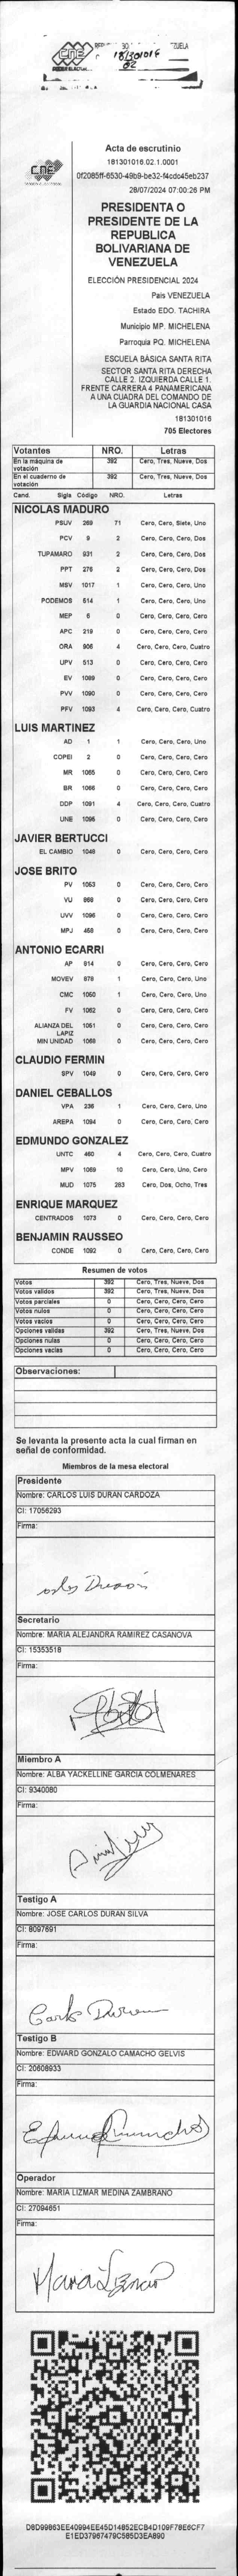 CNE
18/301016
02
Acta de escrutinio
181301016.02.1.0001
0f2085ff-6530-49b9-be32-f4cdc45eb237
28/07/2024 07:00:26 PM
PRESIDENTA O
PRESIDENTE DE LA
REPUBLICA
BOLIVARIANA DE
VENEZUELA
ELECCIÓN PRESIDENCIAL 2024
Pais VENEZUELA
Estado EDO. TACHIRA
Municipio MP. MICHELENA
Parroquia PQ. MICHELENA
ESCUELA BÁSICA SANTA RITA
SECTOR SANTA RITA DERECHA
CALLE 2. IZQUIERDA CALLE 1.
FRENTE CARRERA 4 PANAMERICANA
A UNA CUADRA DEL COMANDO DE
LA GUARDIA NACIONAL CASA
181301016
705 Electores
Votantes NRO. Letras
En la máquina de votación 392 Cero, Tres, Nueve, Dos
En el cuaderno de votación 392 Cero, Tres, Nueve, Dos
Cand. Sigla Código NRO. Letras
NICOLAS MADURO
PSUV 269 71 Cero, Cero, Siete, Uno
PCV 9 2 Cero, Cero, Cero, Dos
TUPAMARO 931 2 Cero, Cero, Cero, Dos
PPT 276 2 Cero, Cero, Cero, Dos
MSV 1017 1 Cero, Cero, Cero, Uno
PODEMOS 514 1 Cero, Cero, Cero, Uno
MEP 6 0 Cero, Cero, Cero, Cero
APC 219 0 Cero, Cero, Cero, Cero
ORA 906 4 Cero, Cero, Cero, Cuatro
UPV 513 0 Cero, Cero, Cero, Cero
EV 1089 0 Cero, Cero, Cero, Cero
PVV 1090 0 Cero, Cero, Cero, Cero
PFV 1093 4 Cero, Cero, Cero, Cuatro
LUIS MARTINEZ
AD 1 1 Cero, Cero, Cero, Uno
COPEI 2 0 Cero, Cero, Cero, Cero
MR 1065 0 Cero, Cero, Cero, Cero
BR 1066 0 Cero, Cero, Cero, Cero
DDP 1091 4 Cero, Cero, Cero, Cuatro
UNE 1095 0 Cero, Cero, Cero, Cero
JAVIER BERTUCCI
EL CAMBIO 1048 0 Cero, Cero, Cero, Cero
JOSE BRITO
PV 1053 0 Cero, Cero, Cero, Cero
VU 868 0 Cero, Cero, Cero, Cero
UVV 1096 0 Cero, Cero, Cero, Cero
MPJ 459 0 Cero, Cero, Cero, Cero
ANTONIO ECARRI
AP 914 0 Cero, Cero, Cero, Cero
MOVEV 878 1 Cero, Cero, Cero, Uno
CMC 1050 1 Cero, Cero, Cero, Uno
FV 1062 0 Cero, Cero, Cero, Cero
ALIANZA DEL LAPIZ 1051 0 Cero, Cero, Cero, Cero
MIN UNIDAD 1069 0 Cero, Cero, Cero, Cero
CLAUDIO FERMIN
SPV 1049 0 Cero, Cero, Cero, Cero
DANIEL CEBALLOS
VPA 236 1 Cero, Cero, Cero, Uno
AREPA 1094 0 Cero, Cero, Cero, Cero
EDMUNDO GONZALEZ
UNTC 460 4 Cero, Cero, Cero, Cuatro
MPV 1069 10 Cero, Cero, Uno, Cero
MUD 1075 283 Cero, Dos, Ocho, Tres
ENRIQUE MARQUEZ
CENTRADOS 1073 0 Cero, Cero, Cero, Cero
BENJAMIN RAUSSEO
CONDE 1092 0 Cero, Cero, Cero, Cero
Resumen de votos
Votos 392 Cero, Tres, Nueve, Dos
Votos validos 392 Cero, Tres, Nueve, Dos
Votos parciales 0 Cero, Cero, Cero, Cero
Votos nulos 0 Cero, Cero, Cero, Cero
Votos vacios 0 Cero, Cero, Cero, Cero
Opciones validas 392 Cero, Tres, Nueve, Dos
Opciones nulas 0 Cero, Cero, Cero, Cero
Opciones vacias 0 Cero, Cero, Cero, Cero
Observaciones:
Se levanta la presente acta la cual firman en
señal de conformidad.
Miembros de la mesa electoral
Presidente
Nombre: CARLOS LUIS DURAN CARDOZA
CI: 17056293
Firma:
Secretario
Nombre: MARIA ALEJANDRA RAMIREZ CASANOVA
CI: 15353518
Firma:
Miembro A
Nombre: ALBA YACKELLINE GARCIA COLMENARES
CI: 9340080
Firma:
Testigo A
Nombre: JOSE CARLOS DURAN SILVA
CI: 8097691
Firma:
Carlos Duran
Testigo B
Nombre: EDWARD GONZALO CAMACHO GELVIS
CI: 20608933
Firma:
Operador
Nombre: MARIA LIZMAR MEDINA ZAMBRANO
CI: 27094651
Firma:
D8D99863EE40994EE45D14852ECB4D109F78E6CF7
E1ED37967479C585D3EA890